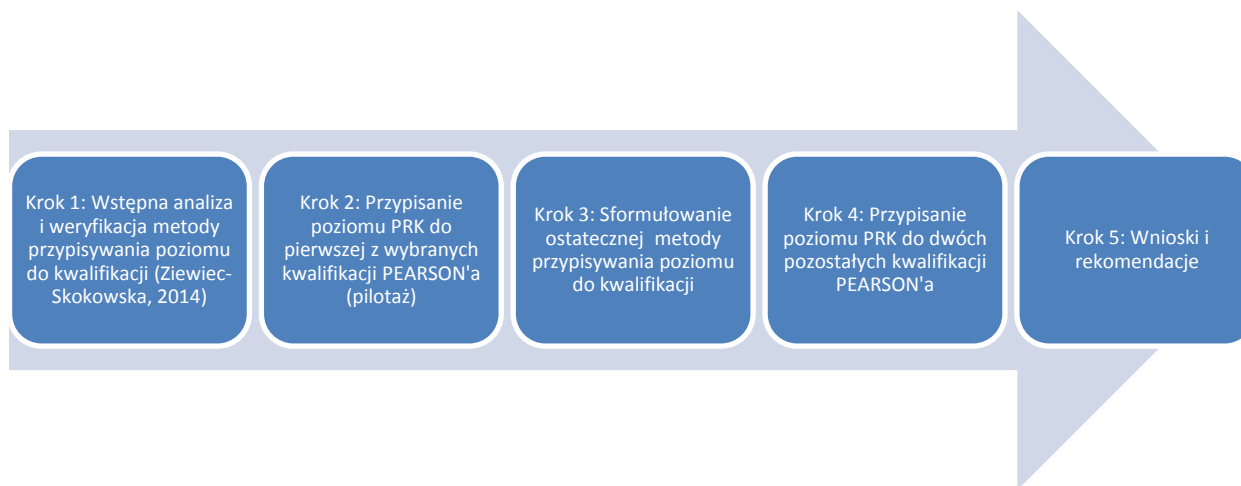 Krok 1: Wstępna analiza
i weryfikacja metody
przypisywania poziomu
do kwalifikacji (Ziewiec-
Skokowska, 2014)
Krok 2: Przypisanie
poziomu PRK do
pierwszej z wybranych
kwalifikacji PEARSON'a
(pilotaż)
Krok 3: Sformułowanie
ostatecznej metody
przypisywania poziomu
do kwalifikacji
Krok 4: Przypisanie
poziomu PRK do dwóch
pozostałych kwalifikacji
PEARSON'a
Krok 5: Wnioski i
rekomendacje